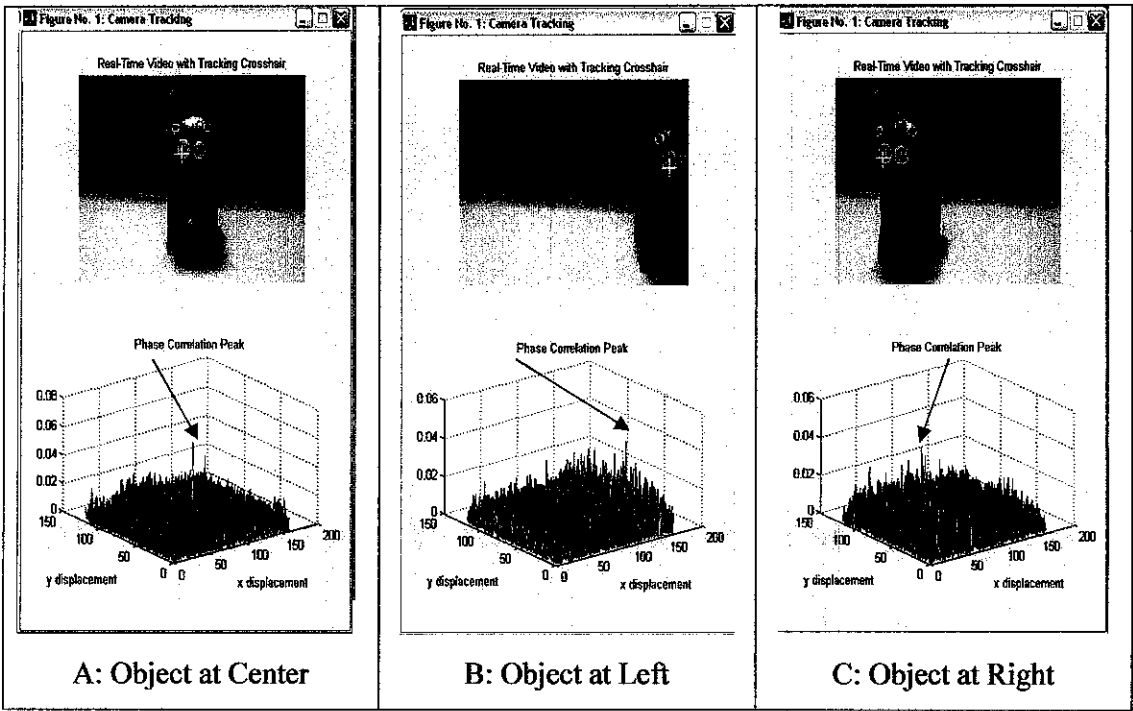 Figure No. 1: Camera Tracking
Real-Time Video with Tracking Crosshair
Phase Correlation Peak
0.08
0.06
0.04
0.02
0
150
100
50
0
0
50
100
150
200
y displacement
x displacement
A: Object at Center
Figure No. 1: Camera Tracking
Real-Time Video with Tracking Crosshair
Phase Correlation Peak
0.06
0.04
0.02
0
150
100
50
0
0
50
100
150
200
y displacement
x displacement
B: Object at Left
Figure No. 1: Camera Tracking
Real-Time Video with Tracking Crosshair
Phase Correlation Peak
0.06
0.04
0.02
0
150
100
50
0
0
50
100
150
200
y displacement
x displacement
C: Object at Right